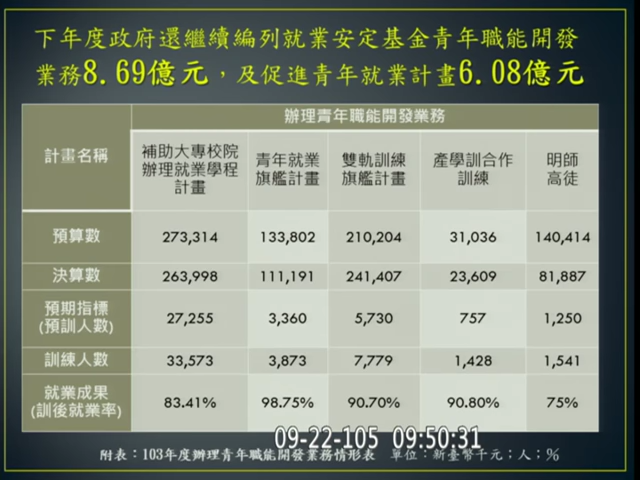 下年度政府還繼續編列就業安定基金青年職能開發
業務8.69億元，及促進青年就業計畫6.08億元
計畫名稱
辦理青年職能開發業務
補助大專校院
辦理就業學程
計畫
青年就業
旗艦計畫
雙軌訓練
旗艦計畫
產學訓合作
訓練
明師
高徒
預算數 273,314 133,802 210,204 31,036 140,414
決算數 263,998 111,191 241,407 23,609 81,887
預期指標
(預訓人數) 27,255 3,360 5,730 757 1,250
訓練人數 33,573 3,873 7,779 1,428 1,541
就業成果
(訓後就業率) 83.41% 98.75% 90.70% 90.80% 75%
09-22-105 09:50:31
附表：103年度辦理青年職能開發業務情形表 單位：新臺幣千元；人；%